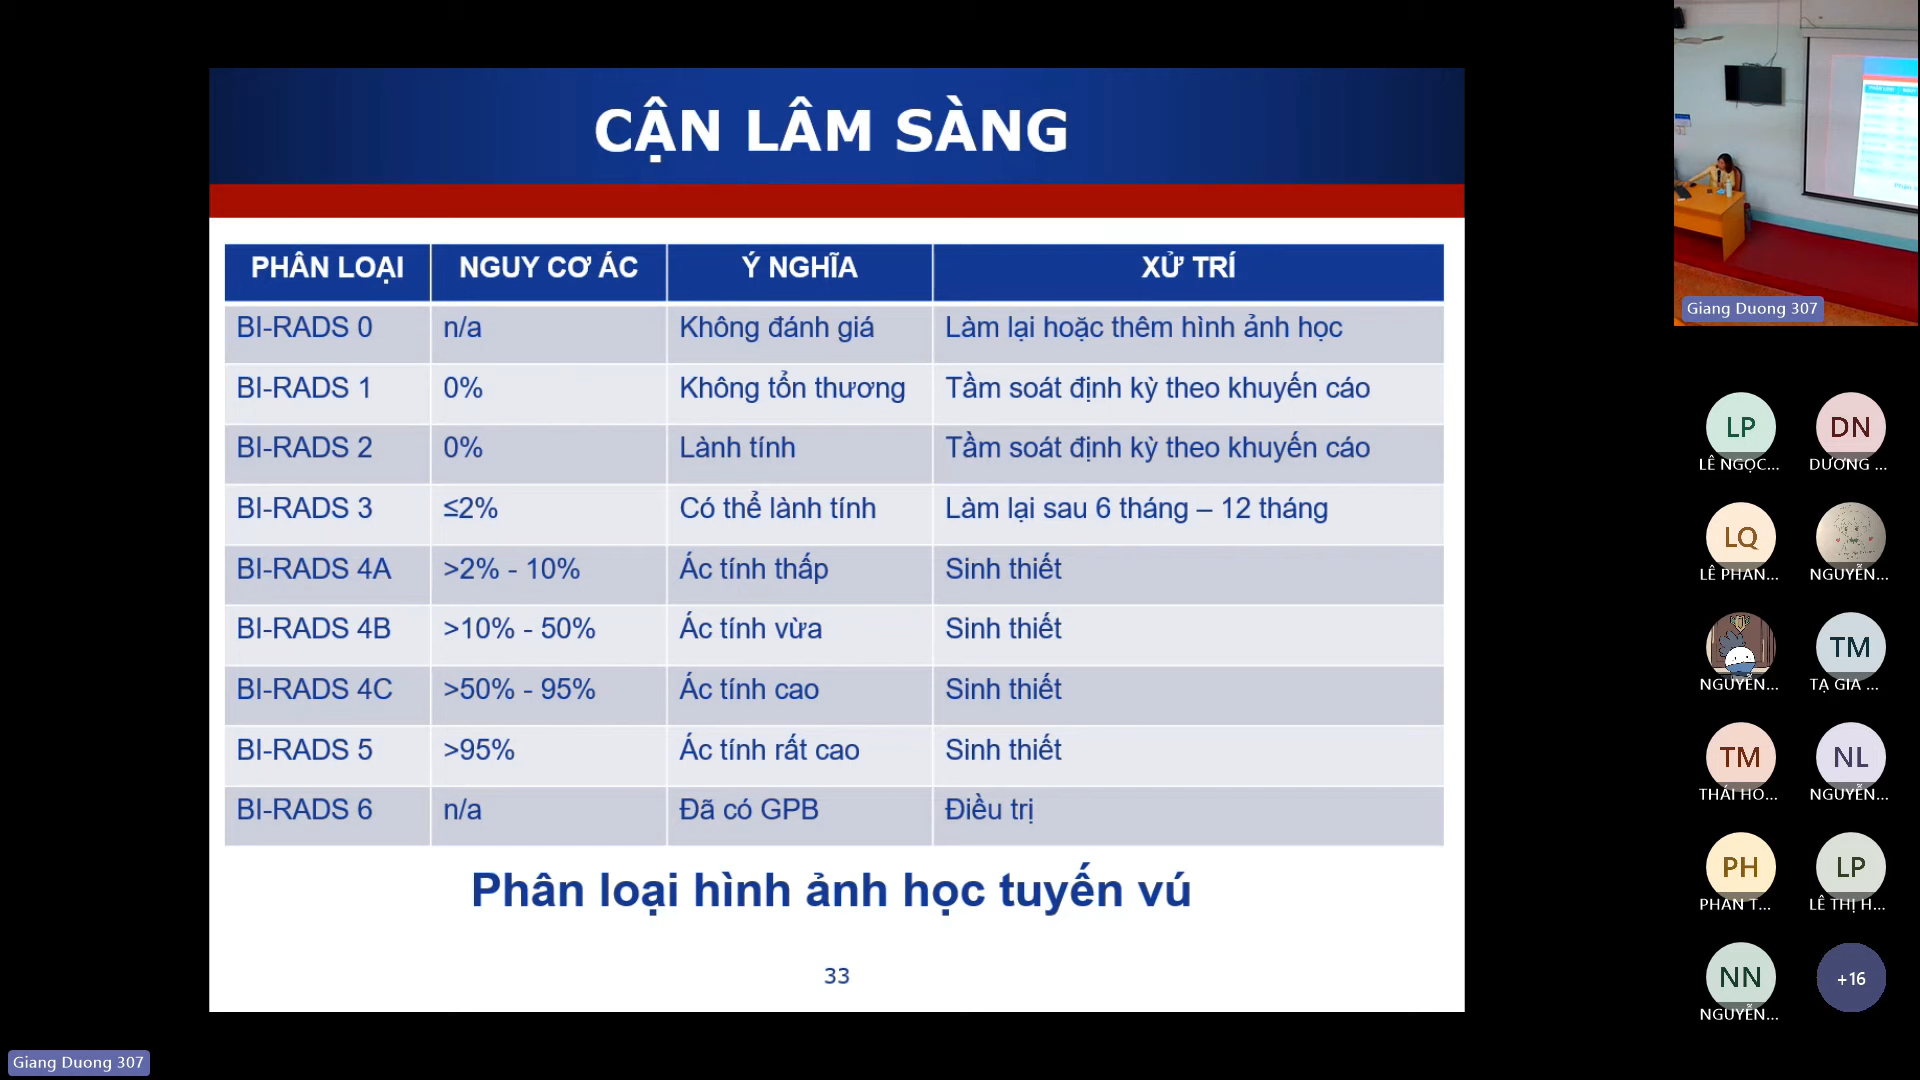 CẬN LÂM SÀNG
PHÂN LOẠI NGUY CƠ ÁC Ý NGHĨA XỬ TRÍ
BI-RADS 0 n/a Không đánh giá Làm lại hoặc thêm hình ảnh học
BI-RADS 1 0% Không tổn thương Tầm soát định kỳ theo khuyến cáo
BI-RADS 2 0% Lành tính Tầm soát định kỳ theo khuyến cáo
BI-RADS 3 ≤2% Có thể lành tính Làm lại sau 6 tháng – 12 tháng
BI-RADS 4A >2% - 10% Ác tính thấp Sinh thiết
BI-RADS 4B >10% - 50% Ác tính vừa Sinh thiết
BI-RADS 4C >50% - 95% Ác tính cao Sinh thiết
BI-RADS 5 >95% Ác tính rất cao Sinh thiết
BI-RADS 6 n/a Đã có GPB Điều trị
Phân loại hình ảnh học tuyến vú
33
Giang Duong 307
Giang Duong 307
LP DN
LÊ NGỌC... DƯƠNG ...
LQ
LÊ PHAN... NGUYỄN...
TM
NGUYỄN... TẠ GIA ...
TM NL
THÁI HO... NGUYỄN...
PH LP
PHAN T... LÊ THỊ H...
NN +16
NGUYỄN...